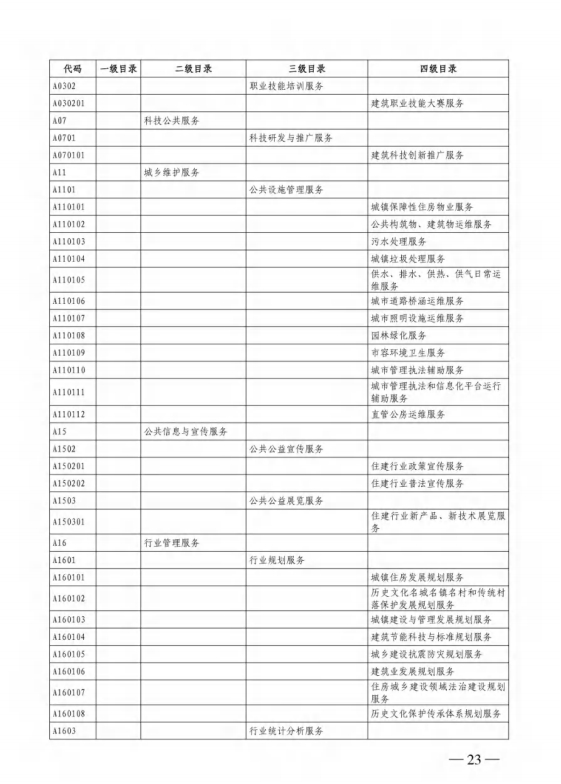 代码 一级目录 二级目录 三级目录 四级目录
A0302 职业技能培训服务
A030201 建筑职业技能大赛服务
A07 科技公共服务
A0701 科技研发与推广服务
A070101 建筑科技创新推广服务
A11 城乡维护服务
A1101 公共设施管理服务
A110101 城镇保障性住房物业服务
A110102 公共构筑物、建筑物运维服务
A110103 污水处理服务
A110104 城镇垃圾处理服务
A110105 供水、排水、供热、供气日常运
维服务
A110106 城市道路桥涵运维服务
A110107 城市照明设施运维服务
A110108 园林绿化服务
A110109 市容环境卫生服务
A110110 城市管理执法辅助服务
A110111 城市管理执法和信息化平台运行
辅助服务
A110112 直管公房运维服务
A15 公共信息与宣传服务
A1502 公共公益宣传服务
A150201 住建行业政策宣传服务
A150202 住建行业普法宣传服务
A1503 公共公益展览服务
A150301 住建行业新产品、新技术展览服
务
A16 行业管理服务
A1601 行业规划服务
A160101 城镇住房发展规划服务
A160102 历史文化名城名镇名村和传统村
落保护发展规划服务
A160103 城镇建设与管理发展规划服务
A160104 建筑节能科技与标准规划服务
A160105 城乡建设抗震防灾规划服务
A160106 建筑业发展规划服务
A160107 住房城乡建设领域法治建设规划
服务
A160108 历史文化保护传承体系规划服务
A1603 行业统计分析服务
— 23 —